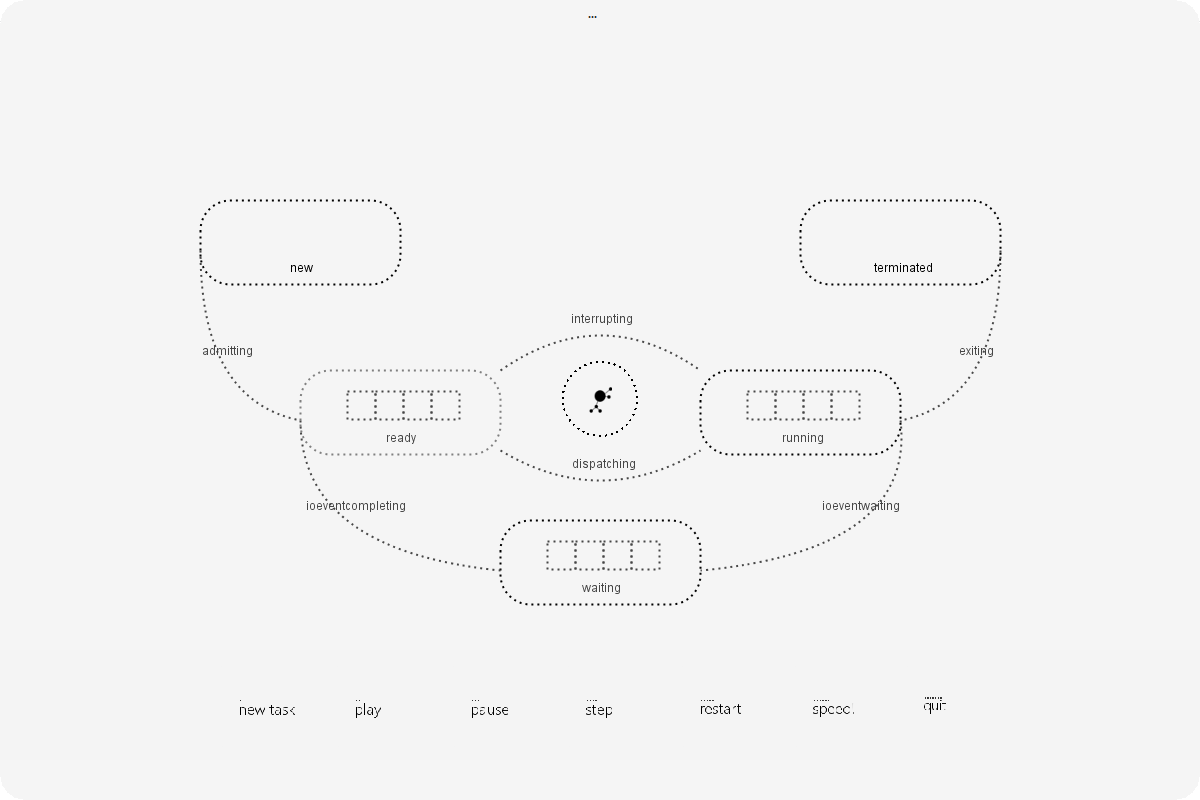 ...
new
terminated
interrupting
admitting
exiting
ready
running
dispatching
ioeventcompleting
ioeventwaiting
waiting
new task
play
pause
step
restart
speed
quit